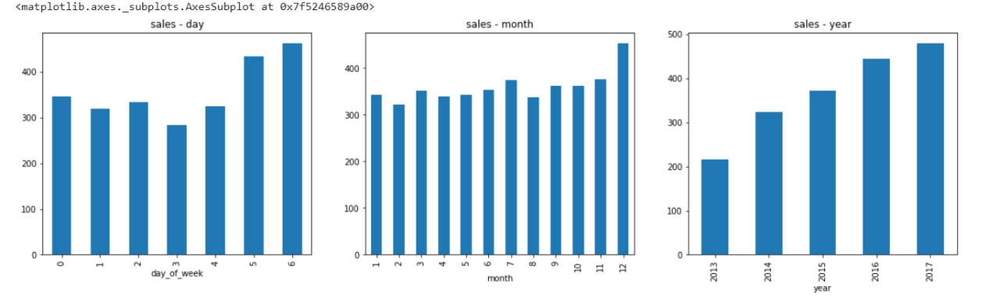 <matplotlib.axes._subplots.AxesSubplot at 0x7f5246589a00>
sales - day
400
300
200
100
0
0 1 2 3 4 5 6
day_of_week
sales - month
400
300
200
100
0
1 2 3 4 5 6 7 8 9 10 11 12
month
sales - year
500
400
300
200
100
0
2013 2014 2015 2016 2017
year